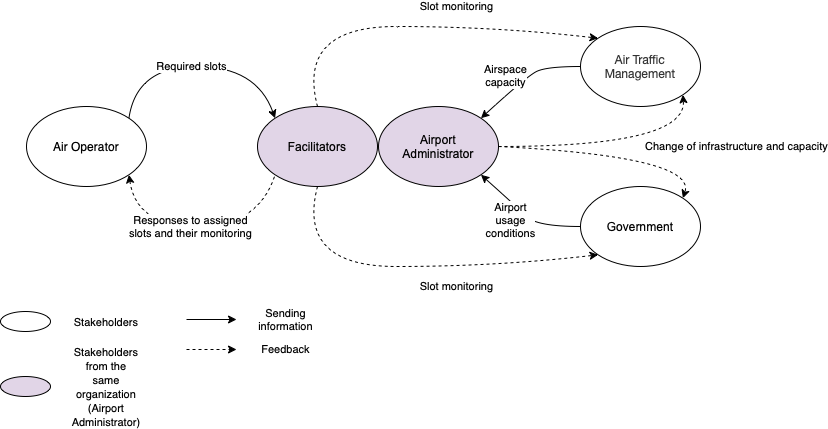 Slot monitoring
Air Traffic
Management
Required slots
Airspace
capacity
Air Operator
Facilitators
Airport
Administrator
Change of infrastructure and capacity
Responses to assigned
slots and their monitoring
Airport
usage
conditions
Government
Slot monitoring
Stakeholders
Sending
information
Feedback
Stakeholders
from the
same
organization
(Airport
Administrator)